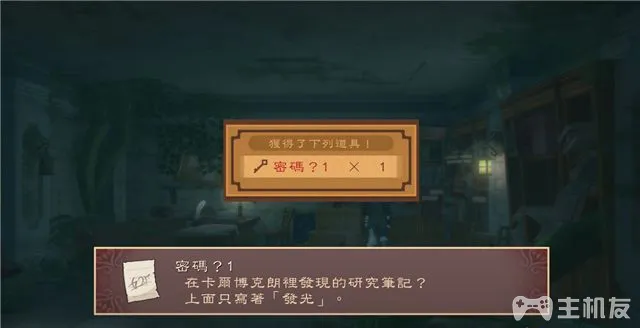 獲得了下列道具！
密碼？1 × 1
密碼？1
在卡爾博克朗裡發現的研究筆記？
上面只寫著「發光」。
主机友